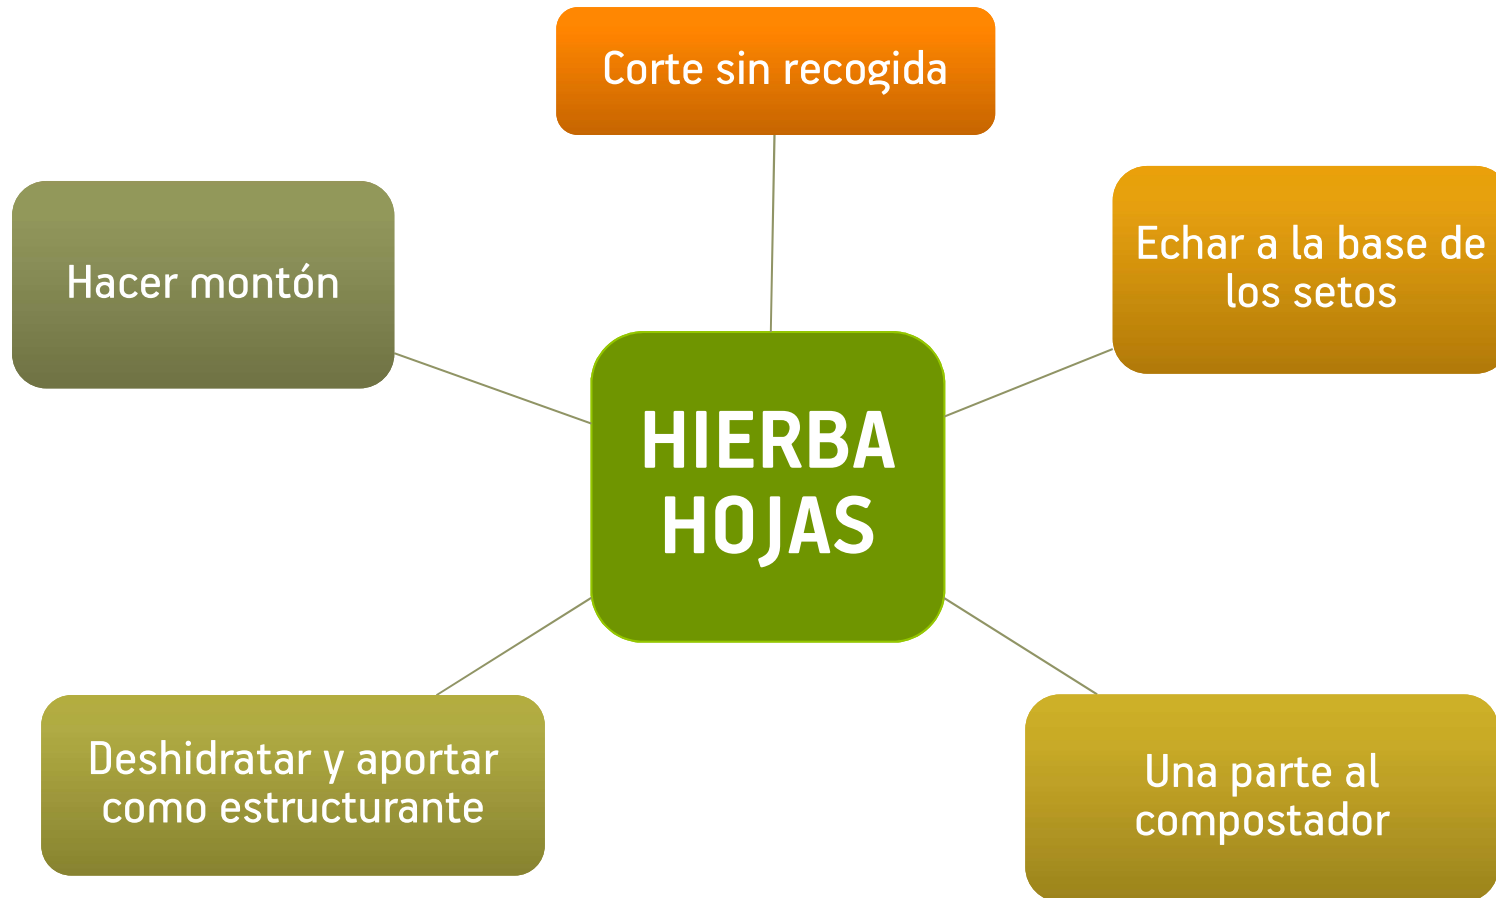 Corte sin recogida
Echar a la base de
los setos
Hacer montón
HIERBA
HOJAS
Deshidratar y aportar
como estructurante
Una parte al
compostador